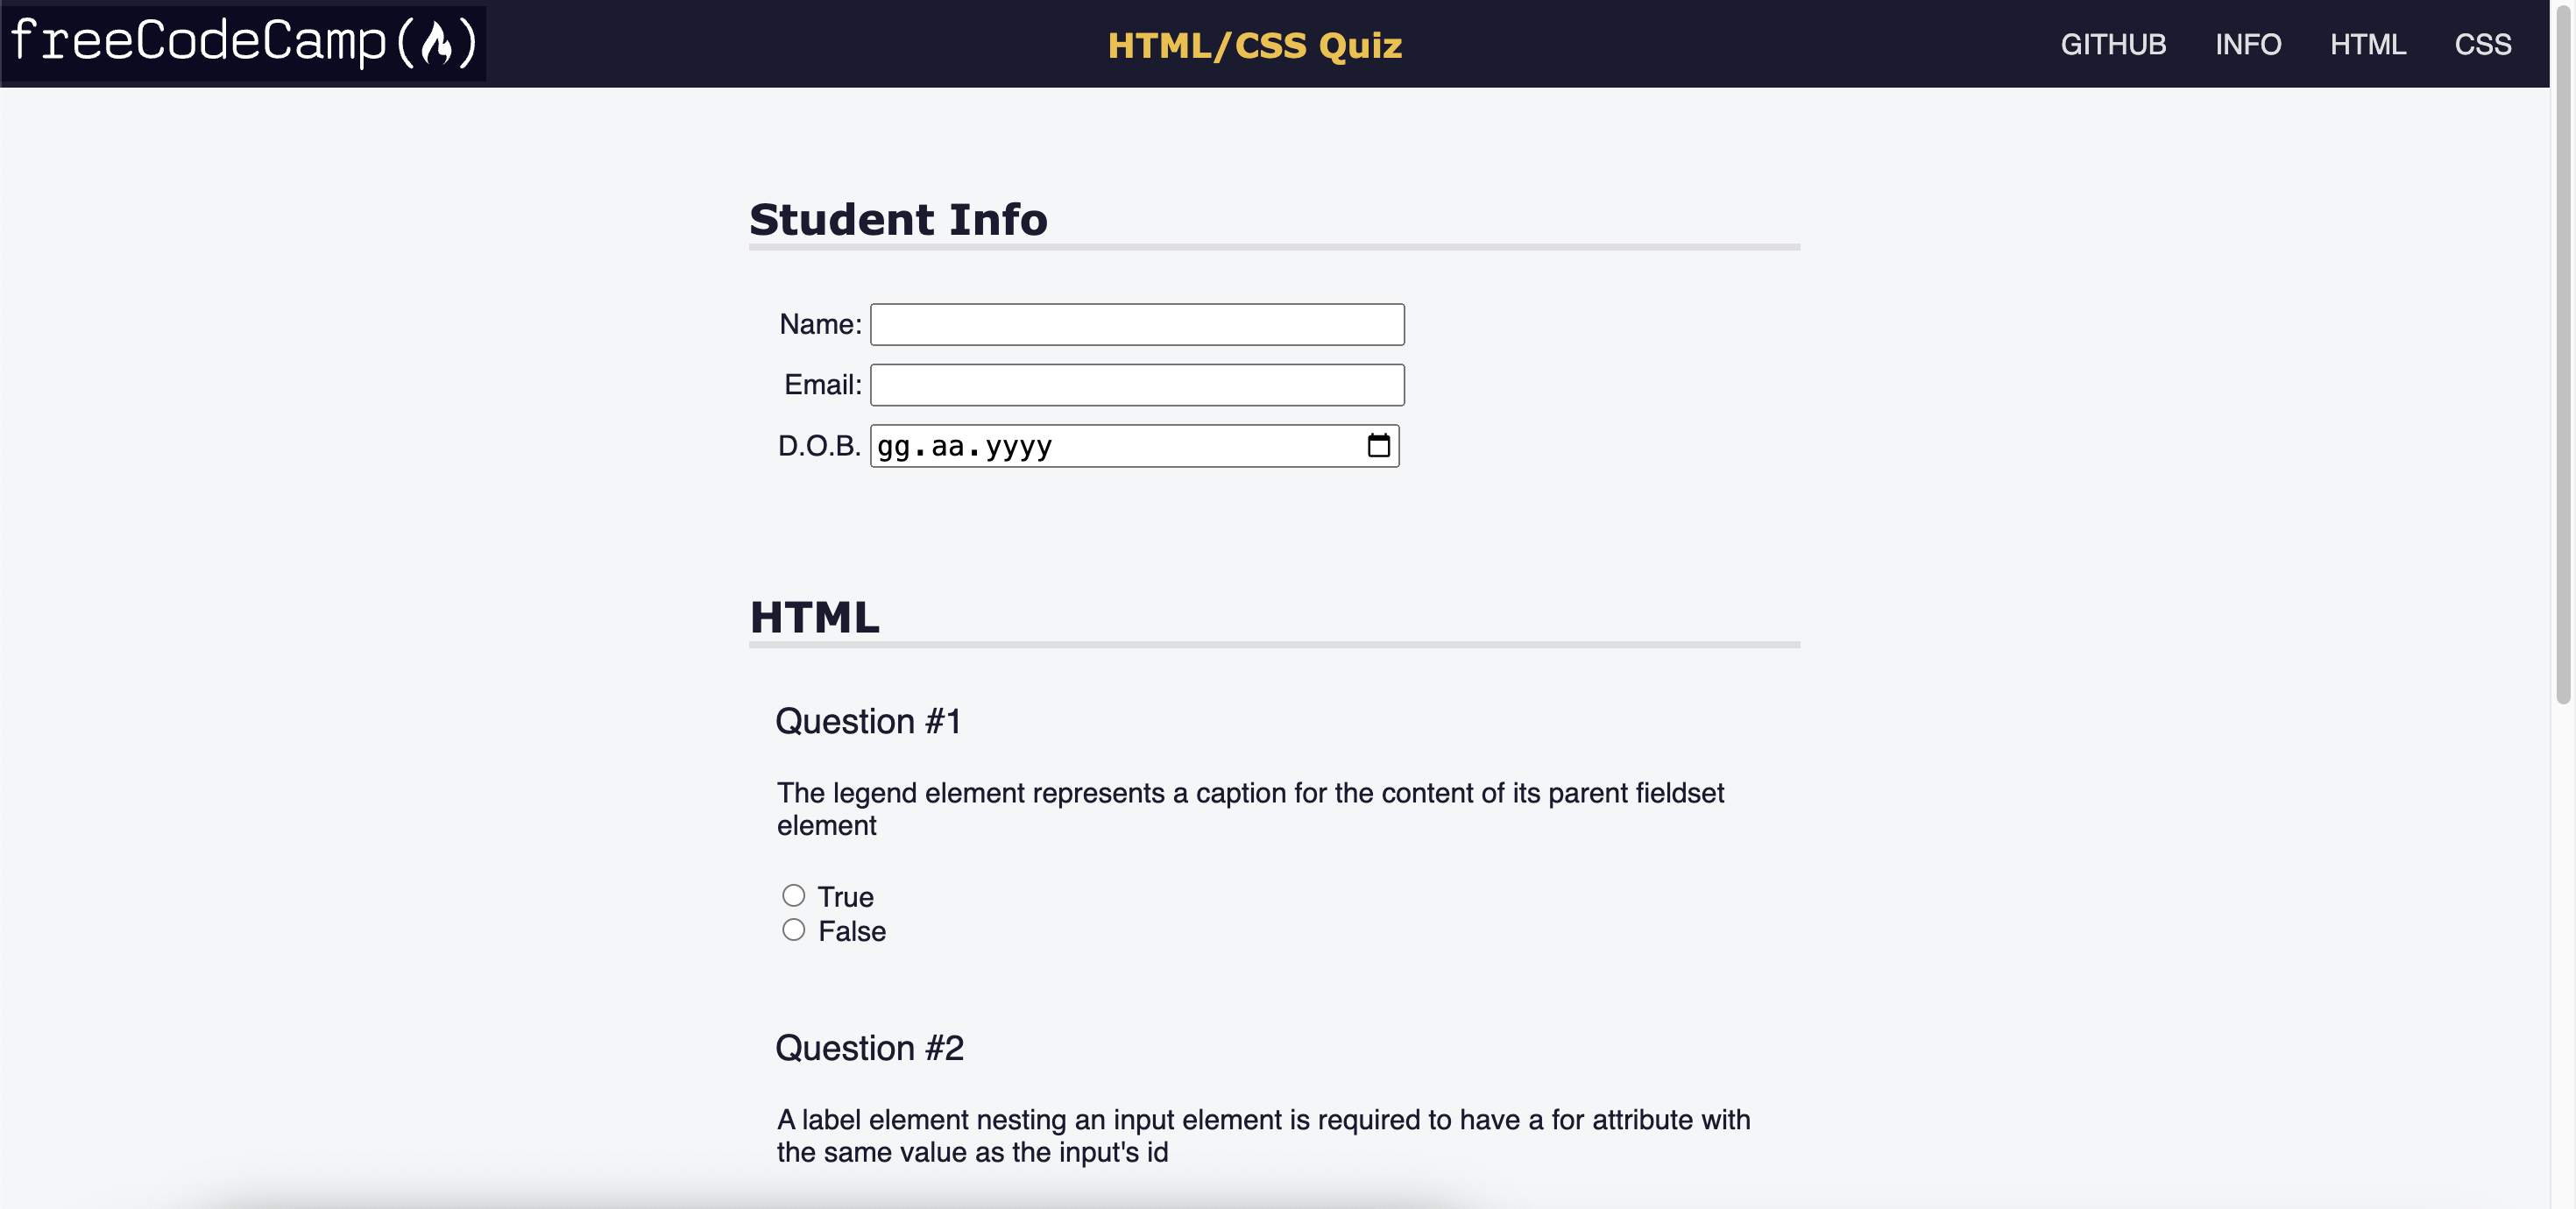 freeCodeCamp(🔥)
HTML/CSS Quiz
GITHUB
INFO
HTML
CSS
Student Info
Name:
Email:
D.O.B. gg.aa.yyyy
HTML
Question #1
The legend element represents a caption for the content of its parent fieldset
element
True
False
Question #2
A label element nesting an input element is required to have a for attribute with
the same value as the input's id